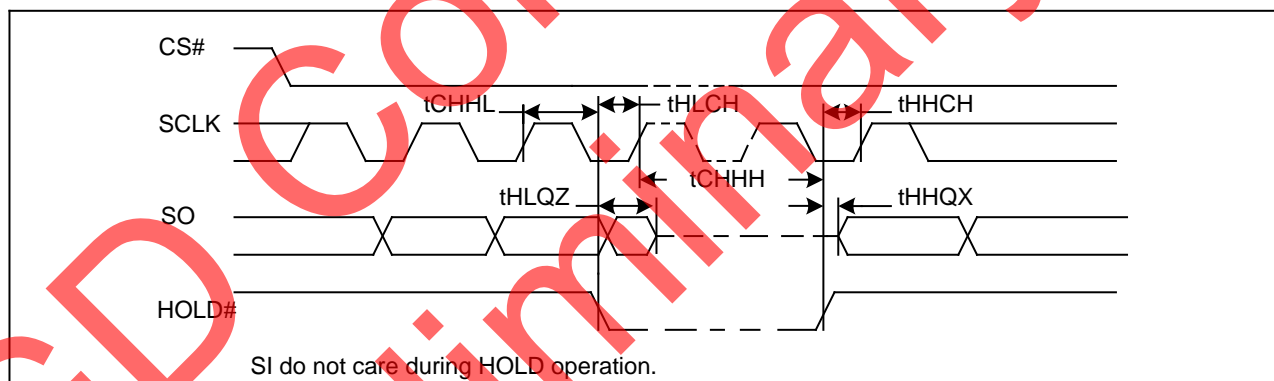 CS#
tCHHL
tHLCH
tHHCH
SCLK
tCHHH
tHLQZ
tHHQX
SO
HOLD#
SI do not care during HOLD operation.